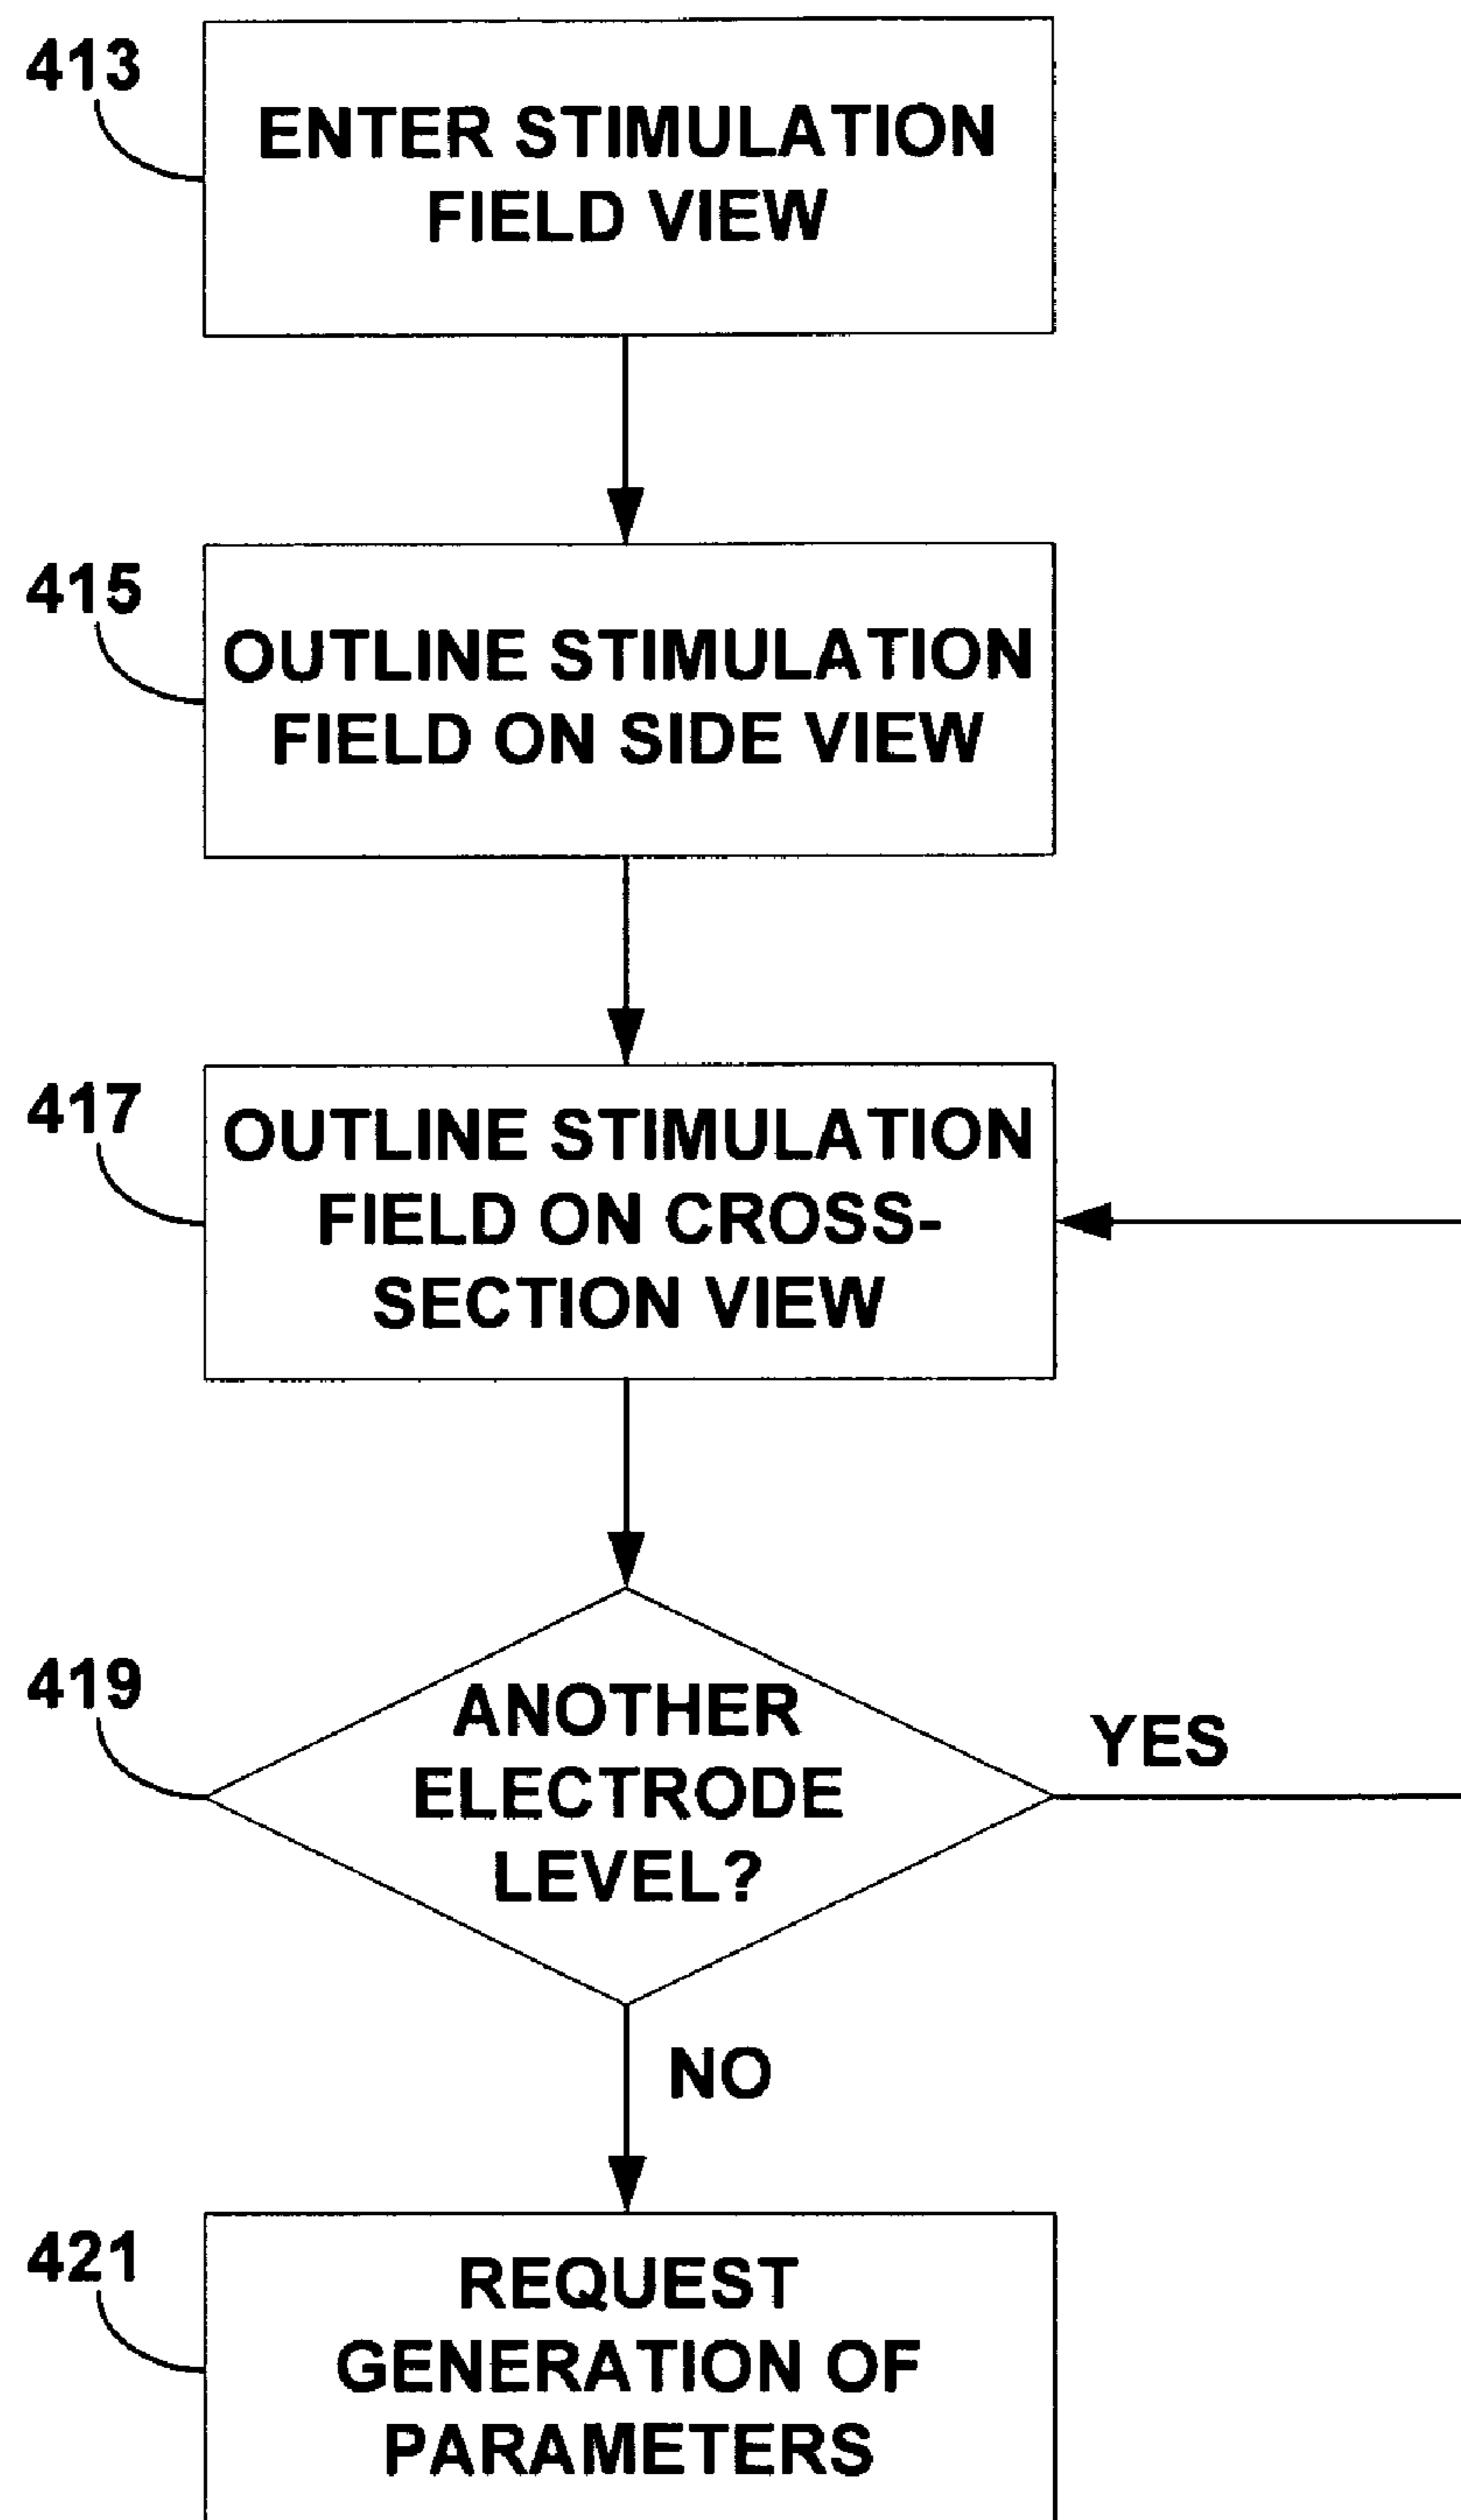 413
ENTER STIMULATION
FIELD VIEW
415
OUTLINE STIMULATION
FIELD ON SIDE VIEW
417
OUTLINE STIMULATION
FIELD ON CROSS-
SECTION VIEW
419
ANOTHER
ELECTRODE
LEVEL?
YES
NO
421
REQUEST
GENERATION OF
PARAMETERS